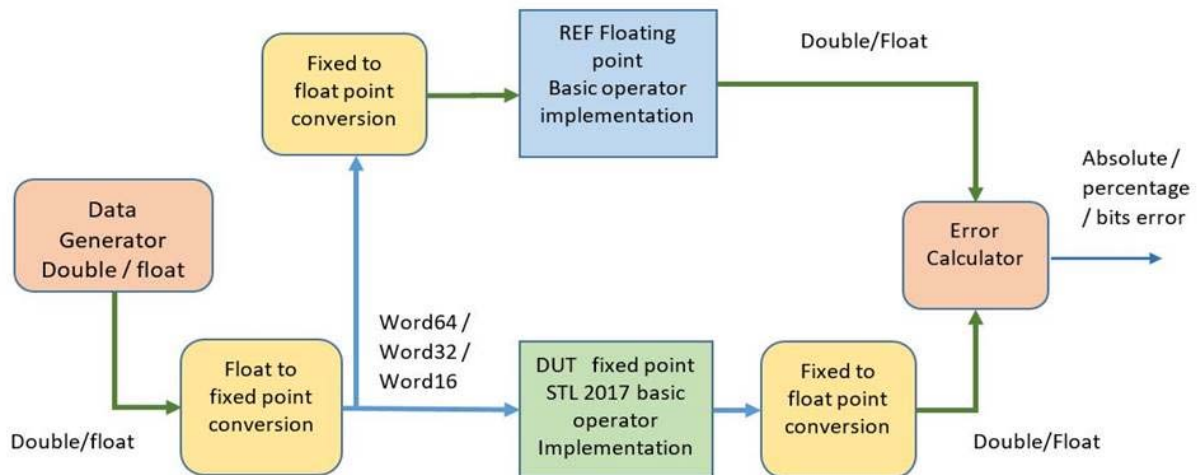 REF Floating
point
Basic operator
implementation
Double/Float
Fixed to
float point
conversion
Absolute /
percentage
/ bits error
Data
Generator
Double / float
Error
Calculator
Word64 /
Word32 /
Word16
Float to
fixed point
conversion
DUT fixed point
STL 2017 basic
operator
Implementation
Fixed to
float point
conversion
Double/float
Double/Float